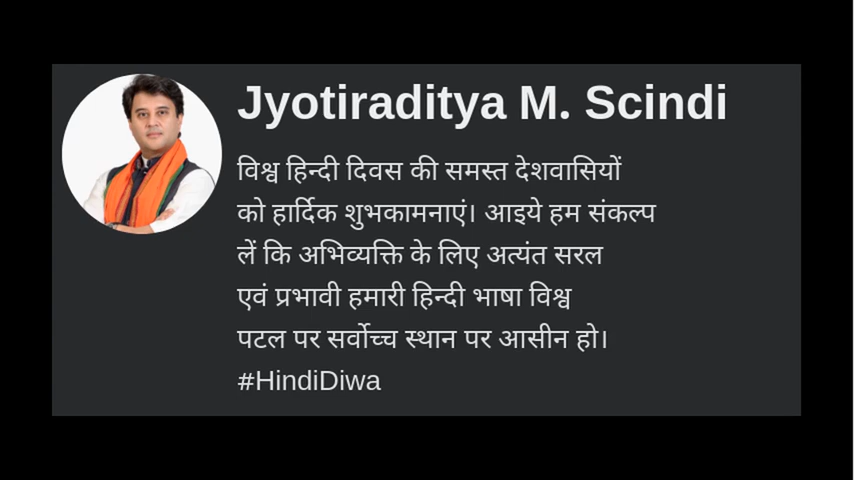 Jyotiraditya M. Scindi
विश्व हिन्दी दिवस की समस्त देशवासियों
को हार्दिक शुभकामनाएं। आइये हम संकल्प
लें कि अभिव्यक्ति के लिए अत्यंत सरल
एवं प्रभावी हमारी हिन्दी भाषा विश्व
पटल पर सर्वोच्च स्थान पर आसीन हो।
#HindiDiwa